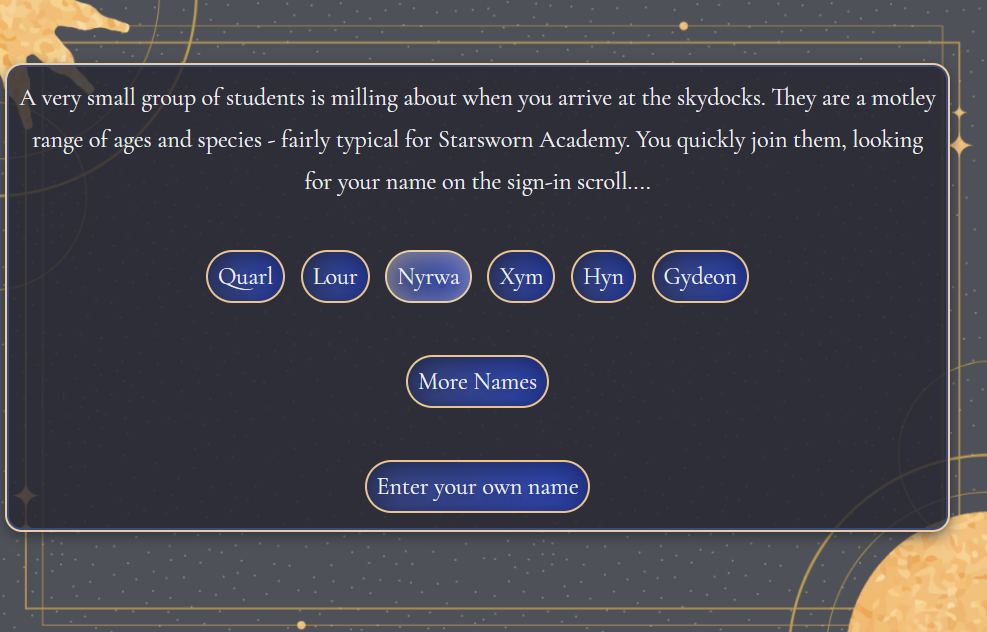 A very small group of students is milling about when you arrive at the skydocks. They are a motley
range of ages and species - fairly typical for Starsworn Academy. You quickly join them, looking
for your name on the sign-in scroll....
Quarl Lour Nyrwa Xym Hyn Gydeon
More Names
Enter your own name